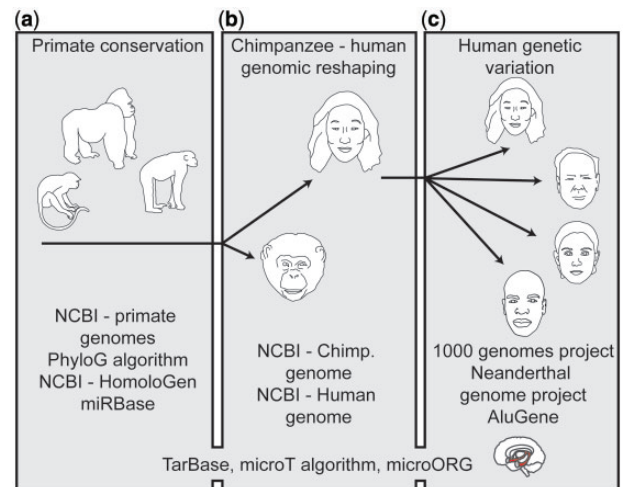 (a)
Primate conservation
NCBI - primate
genomes
PhyloG algorithm
NCBI - HomoloGen
miRBase
(b)
Chimpanzee - human
genomic reshaping
NCBI - Chimp.
genome
NCBI - Human
genome
(c)
Human genetic
variation
1000 genomes project
Neanderthal
genome project
AluGene
TarBase, microT algorithm, microORG